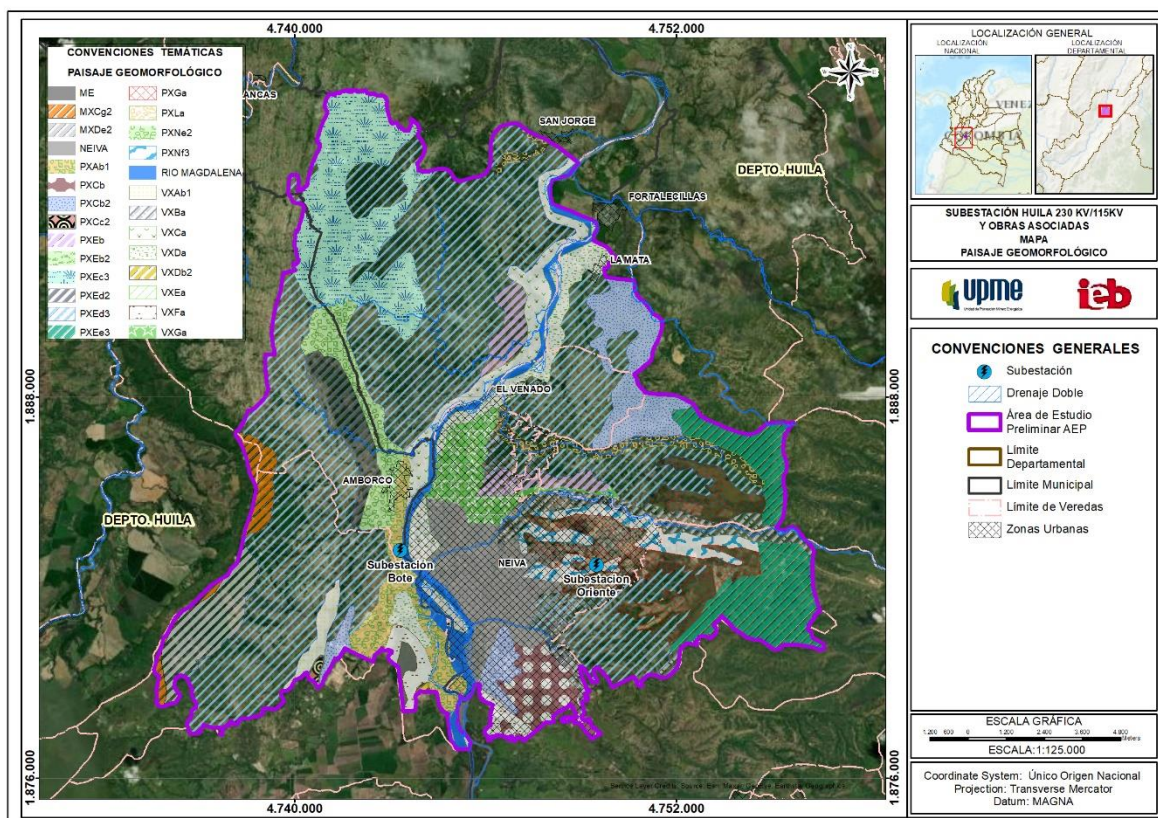 4.740.000
4.752.000
CONVENCIONES TEMÁTICAS
PAISAJE GEOMORFOLÓGICO
ME
MXCg2
MXDe2
NEIVA
PXAb1
PXCb
PXCb2
PXCc2
PXEb
PXEb2
PXEc3
PXEd2
PXEd3
PXEe3
PXGa
PXLa
PXNe2
PXNf3
RIO MAGDALENA
VXAb1
VXBa
VXCa
VXDa
VXDb2
VXEa
VXFa
VXGa
ANCAS
SAN JORGE
DEPTO. HUILA
FORTALECILLAS
LA MATA
EL VENADO
AMBORCO
DEPTO. HUILA
NEIVA
Subestación
Bote
Subestación
Oriente
1.888.000
1.888.000
1.876.000
1.876.000
4.740.000
4.752.000
LOCALIZACIÓN GENERAL
LOCALIZACIÓN
NACIONAL
LOCALIZACIÓN
DEPARTAMENTAL
SUBESTACIÓN HUILA 230 KV/115KV
Y OBRAS ASOCIADAS
MAPA
PAISAJE GEOMORFOLÓGICO
upme
ieb
CONVENCIONES GENERALES
Subestación
Drenaje Doble
Área de Estudio
Preliminar AEP
Límite
Departamental
Límite Municipal
Límite de Veredas
Zonas Urbanas
ESCALA GRÁFICA
1.200 600 0 1.200 2.400 3.600 4.800
ESCALA:1:125.000
Coordinate System: Único Origen Nacional
Projection: Transverse Mercator
Datum: MAGNA